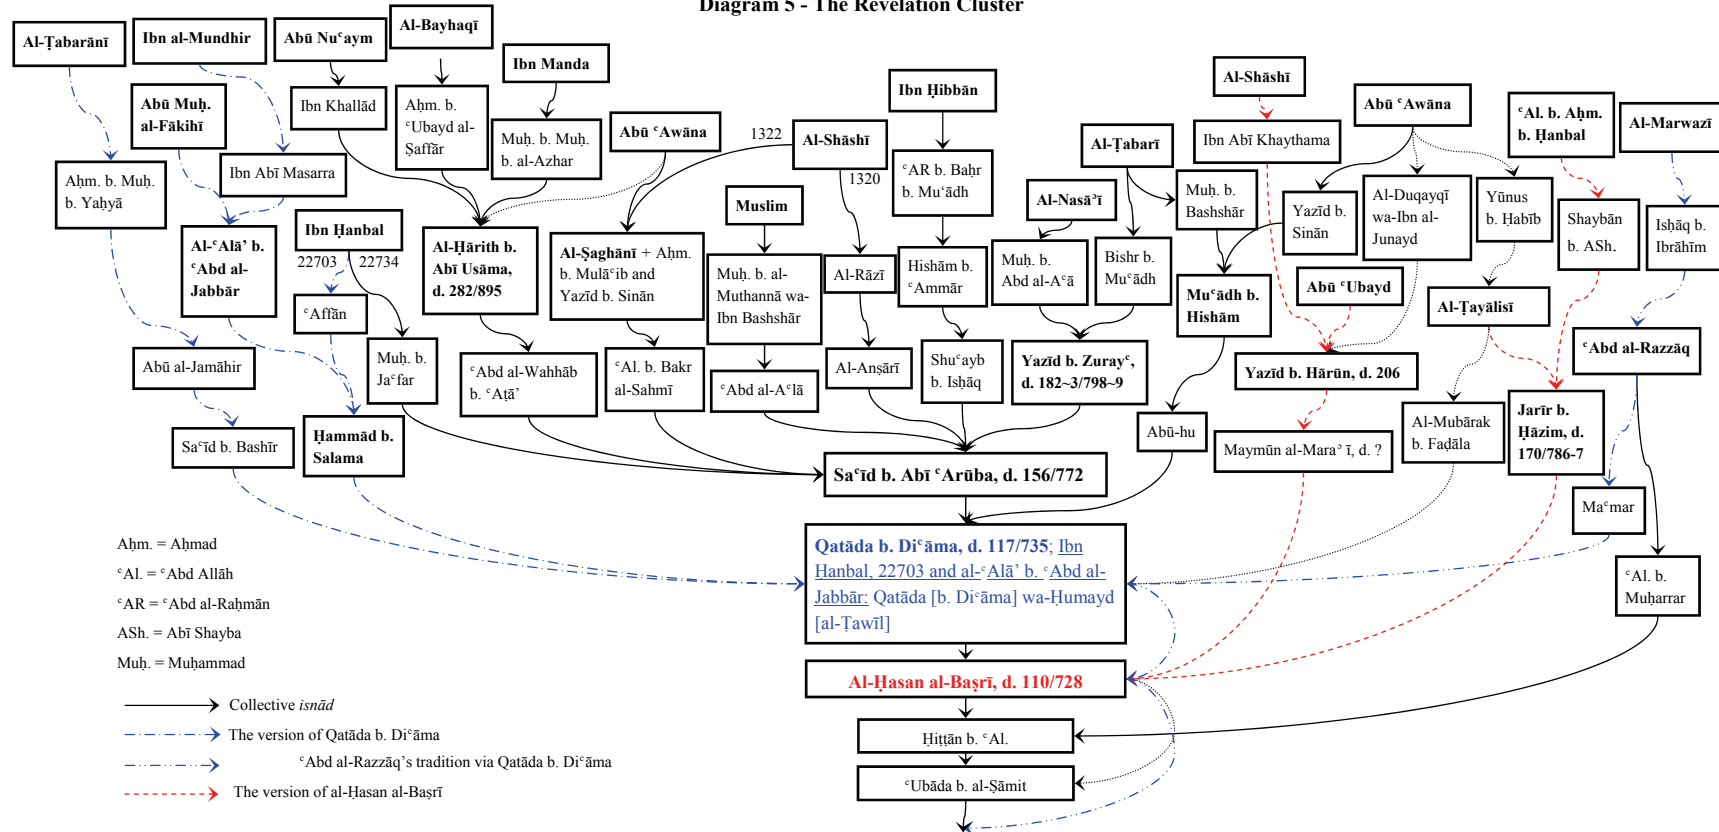 Diagram 5 - The Revelation Cluster
Al-Ṭabarānī
Ibn al-Mundhir
Abū Nuʿaym
Al-Bayhaqī
Ibn Manda
Abū Muḥ.
al-Fākihī
Ibn Khallād
Aḥm. b.
ʿUbayd al-
Ṣaffār
Muḥ. b. Muḥ.
b. al-Azhar
Abū ʿAwāna
1322
Al-Shāshī
1320
Ibn Ḥibbān
Al-Ṭabarī
Al-Shāshī
Ibn Abī Khaythama
Abū ʿAwāna
ʿAl. b. Aḥm.
b. Ḥanbal
Al-Marwazī
Aḥm. b. Muḥ.
b. Yaḥyā
Ibn Abī Masarra
Ibn Ḥanbal
22703
22734
Al-ʿAlā’ b.
ʿAbd al-
Jabbār
ʿAffān
Al-Ḥārith b.
Abī Usāma,
d. 282/895
Al-Ṣaghānī + Aḥm.
b. Mulāʿib and
Yazīd b. Sinān
Muslim
Muḥ. b. al-
Muthannā wa-
Ibn Bashshār
Al-Rāzī
ʿAR b. Baḥr
b. Muʿādh
Hishām b.
ʿAmmār
Al-Nasāʾī
Muḥ. b.
Abd al-Aʿā
Bishr b.
Muʿādh
Muḥ. b.
Bashshār
Muʿādh b.
Hishām
Yazīd b.
Sinān
Al-Duqayqī
wa-Ibn al-
Junayd
Yūnus
b. Ḥabīb
Shaybān
b. ASh.
Isḥāq b.
Ibrāhīm
Abū ʿUbayd
Al-Ṭayālisī
Abū al-Jamāhir
Muḥ. b.
Jaʿfar
ʿAbd al-Wahhāb
b. ʿAṭā’
ʿAl. b. Bakr
al-Sahmī
ʿAbd al-Aʿlā
Al-Anṣārī
Shuʿayb
b. Isḥāq
Yazīd b. Zurayʿ,
d. 182~3/798~9
Yazīd b. Hārūn, d. 206
ʿAbd al-Razzāq
Saʿīd b. Bashīr
Ḥammād b.
Salama
Abū-hu
Maymūn al-Maraʾ ī, d. ?
Al-Mubārak
b. Faḍāla
Jarīr b.
Ḥāzim, d.
170/786-7
Saʿīd b. Abī ʿArūba, d. 156/772
Maʿmar
Qatāda b. Diʿāma, d. 117/735; Ibn
Hanbal, 22703 and al-ʿAlā’ b. ʿAbd al-
Jabbār: Qatāda [b. Diʿāma] wa-Ḥumayd
[al-Ṭawīl]
ʿAl. b.
Muḥarrar
Al-Ḥasan al-Baṣrī, d. 110/728
Ḥiṭṭān b. ʿAl.
ʿUbāda b. al-Ṣāmit
Aḥm. = Aḥmad
ʿAl. = ʿAbd Allāh
ʿAR = ʿAbd al-Raḥmān
ASh. = Abī Shayba
Muḥ. = Muḥammad
Collective isnād
The version of Qatāda b. Diʿāma
ʿAbd al-Razzāq’s tradition via Qatāda b. Diʿāma
The version of al-Ḥasan al-Baṣrī